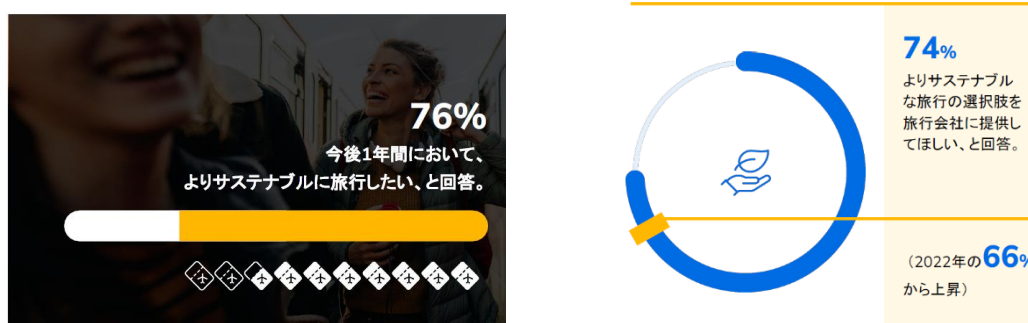 76%
今後1年間において、
よりサステナブルに旅行したい、と回答。
74%
よりサステナブル
な旅行の選択肢を
旅行会社に提供し
てほしい、と回答。
(2022年の66%
から上昇)